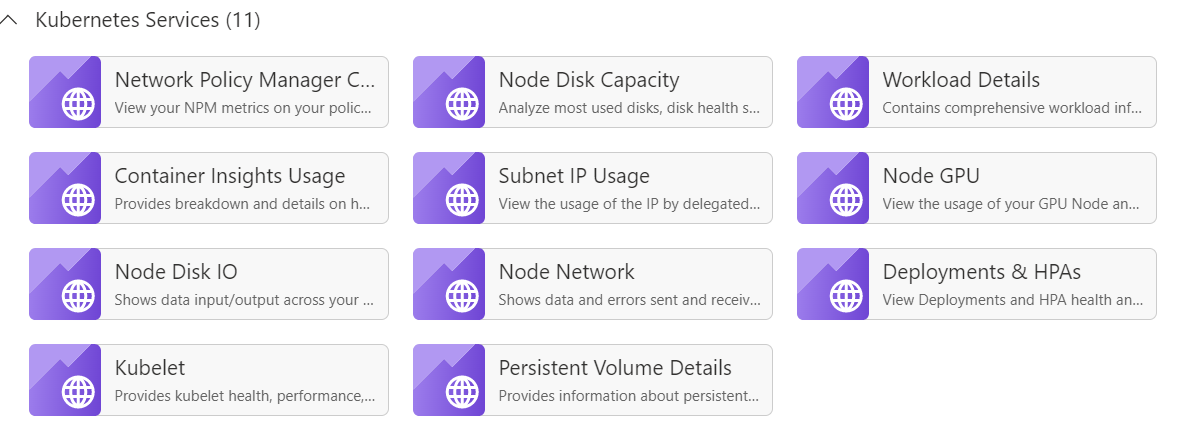 Kubernetes Services (11)
Network Policy Manager C...
View your NPM metrics on your polic...
Node Disk Capacity
Analyze most used disks, disk health s...
Workload Details
Contains comprehensive workload inf...
Container Insights Usage
Provides breakdown and details on h...
Subnet IP Usage
View the usage of the IP by delegated...
Node GPU
View the usage of your GPU Node an...
Node Disk IO
Shows data input/output across your ...
Node Network
Shows data and errors sent and receiv...
Deployments & HPAs
View Deployments and HPA health an...
Kubelet
Provides kubelet health, performance,...
Persistent Volume Details
Provides information about persistent...